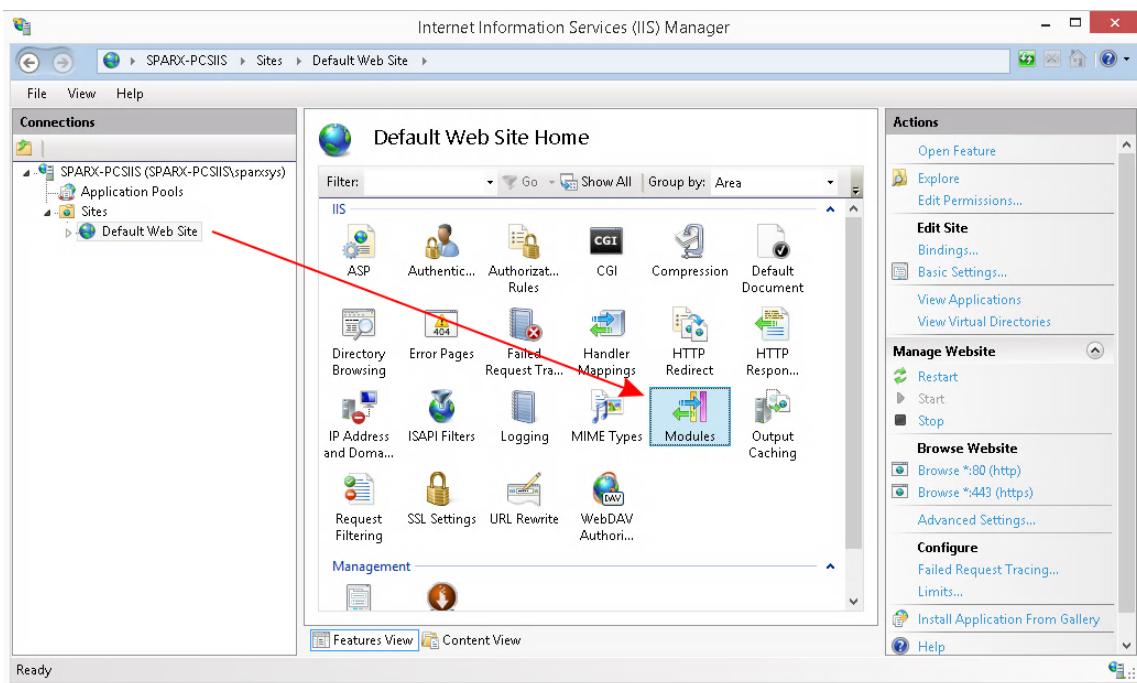 Internet Information Services (IIS) Manager
SPARX-PCSIIS Sites Default Web Site
File View Help
Connections
SPARX-PCSIIS (SPARX-PCSIIS\sparxsys)
Application Pools
Sites
Default Web Site
Default Web Site Home
Filter: Go Show All Group by: Area
IIS
ASP Authentic... Authorizat... CGI Compression Default
Rules Document
Directory Error Pages Failed Handler HTTP HTTP
Browsing Request Tra... Mappings Redirect Respon...
IP Address ISAPI Filters Logging MIME Types Modules Output
and Doma... Caching
Request SSL Settings URL Rewrite WebDAV
Filtering Authori...
Management
Features View Content View
Actions
Open Feature
Explore
Edit Permissions...
Edit Site
Bindings...
Basic Settings...
View Applications
View Virtual Directories
Manage Website
Restart
Start
Stop
Browse Website
Browse *:80 (http)
Browse *:443 (https)
Advanced Settings...
Configure
Failed Request Tracing...
Limits...
Install Application From Gallery
Help
Ready